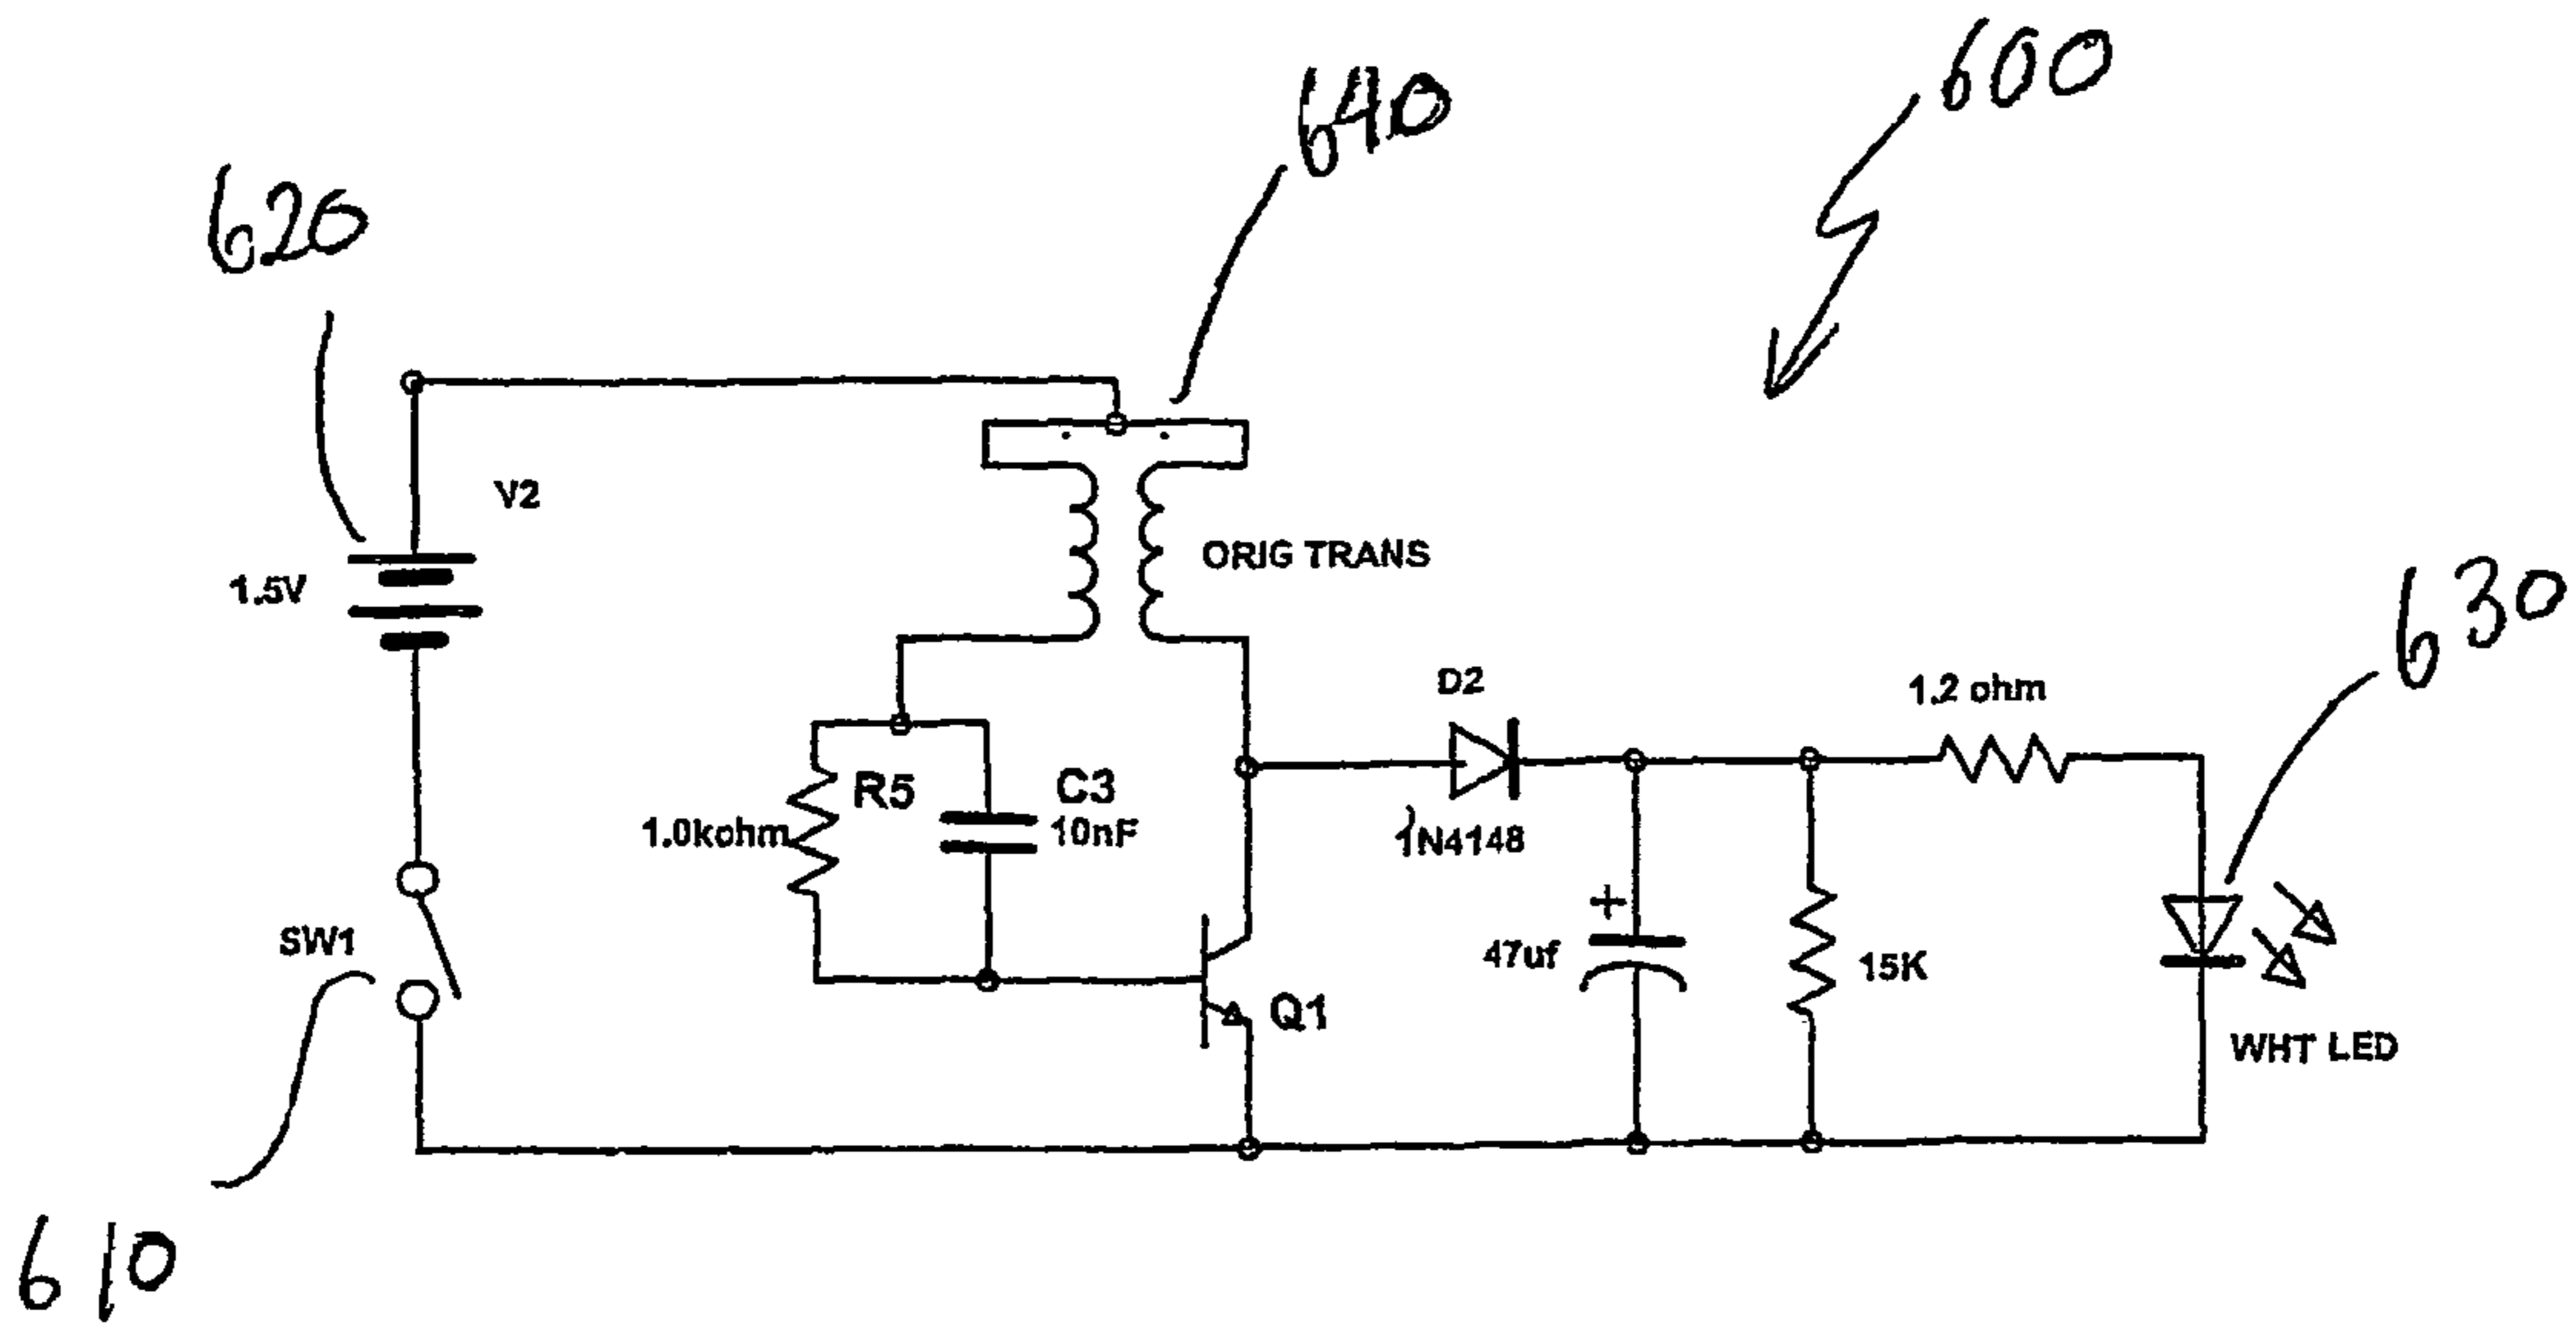 600
640
620
V2
ORIG TRANS
1.5V
630
D2
1.2 ohm
R5
C3
1.0kohm
10nF
1N4148
SW1
47uf
15K
Q1
WHT LED
610